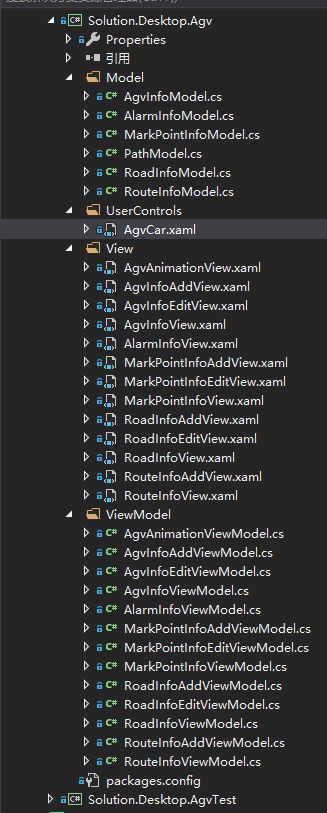 Solution.Desktop.Agv
Properties
引用
Model
AgvInfoModel.cs
AlarmInfoModel.cs
MarkPointInfoModel.cs
PathModel.cs
RoadInfoModel.cs
RouteInfoModel.cs
UserControls
AgvCar.xaml
View
AgvAnimationView.xaml
AgvInfoAddView.xaml
AgvInfoEditView.xaml
AgvInfoView.xaml
AlarmInfoView.xaml
MarkPointInfoAddView.xaml
MarkPointInfoEditView.xaml
MarkPointInfoView.xaml
RoadInfoAddView.xaml
RoadInfoEditView.xaml
RoadInfoView.xaml
RouteInfoAddView.xaml
RouteInfoView.xaml
ViewModel
AgvAnimationViewModel.cs
AgvInfoAddViewModel.cs
AgvInfoEditViewModel.cs
AgvInfoViewModel.cs
AlarmInfoViewModel.cs
MarkPointInfoAddViewModel.cs
MarkPointInfoEditViewModel.cs
MarkPointInfoViewModel.cs
RoadInfoAddViewModel.cs
RoadInfoEditViewModel.cs
RoadInfoViewModel.cs
RouteInfoAddViewModel.cs
RouteInfoViewModel.cs
packages.config
Solution.Desktop.AgvTest